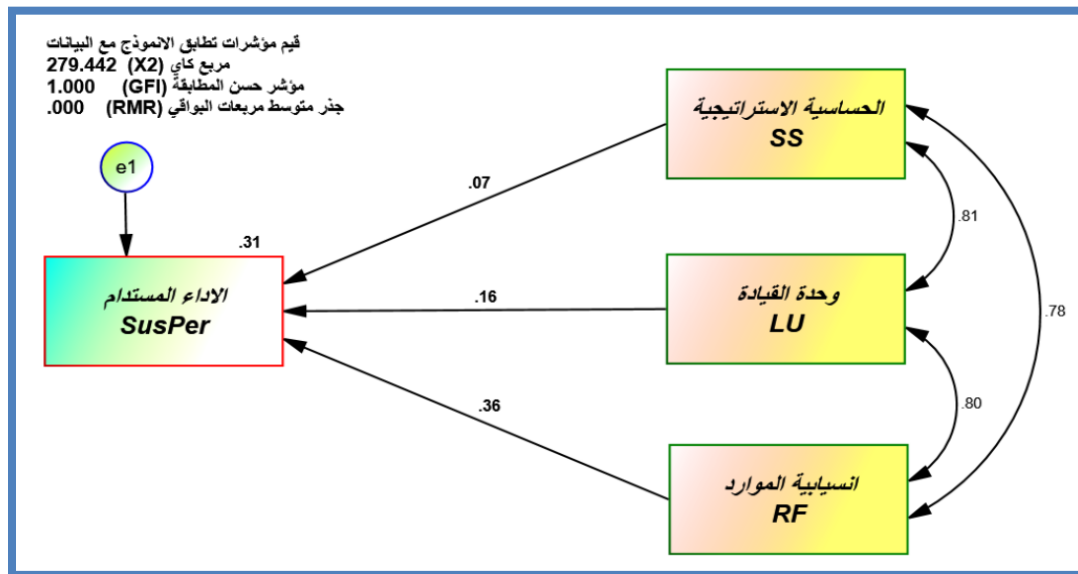 قيم مؤشرات تطابق الانموذج مع البيانات
مربع كاي (X2) 279.442
مؤشر حسن المطابقة (GFI) 1.000
جذر متوسط مربعات البواقي (RMR) .000
e1
.31
الاداء المستدام
SusPer
.07
.16
.36
الحساسية الاستراتيجية
SS
وحدة القيادة
LU
انسيابية الموارد
RF
.81
.80
.78